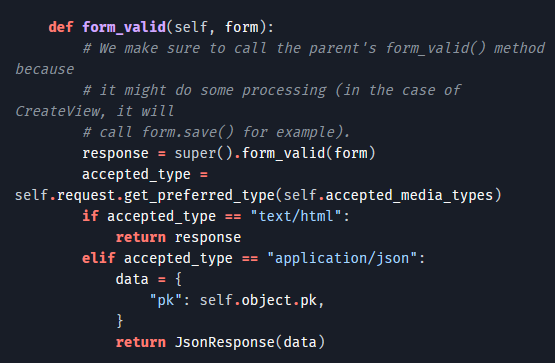 def form_valid(self, form):
        # We make sure to call the parent's form_valid() method
because
        # it might do some processing (in the case of
CreateView, it will
        # call form.save() for example).
        response = super().form_valid(form)
        accepted_type =
self.request.get_preferred_type(self.accepted_media_types)
        if accepted_type == "text/html":
            return response
        elif accepted_type == "application/json":
            data = {
                "pk": self.object.pk,
            }
            return JsonResponse(data)